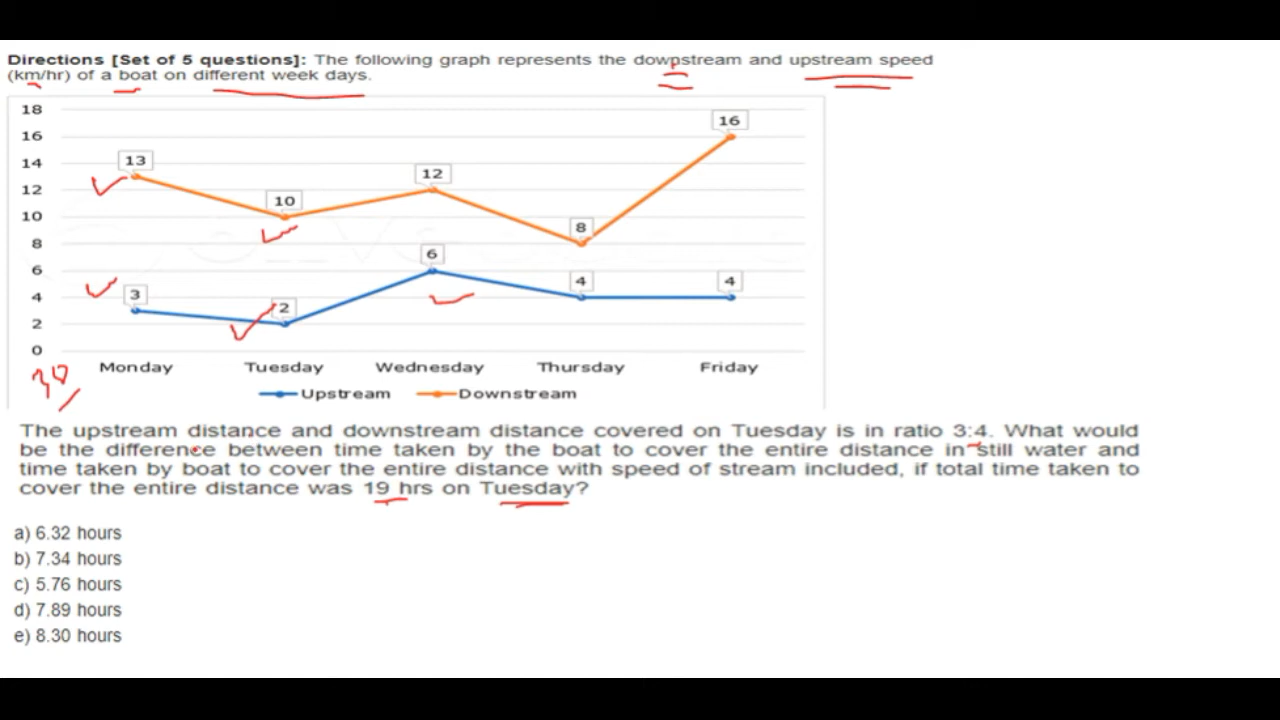 Directions [Set of 5 questions]: The following graph represents the downstream and upstream speed
(km/hr) of a boat on different week days.
18
16
14
12
10
8
6
4
2
0
13
10
12
8
16
3
2
6
4
4
Monday
Tuesday
Wednesday
Thursday
Friday
Upstream
Downstream
The upstream distance and downstream distance covered on Tuesday is in ratio 3:4. What would
be the difference between time taken by the boat to cover the entire distance in still water and
time taken by boat to cover the entire distance with speed of stream included, if total time taken to
cover the entire distance was 19 hrs on Tuesday?
a) 6.32 hours
b) 7.34 hours
c) 5.76 hours
d) 7.89 hours
e) 8.30 hours